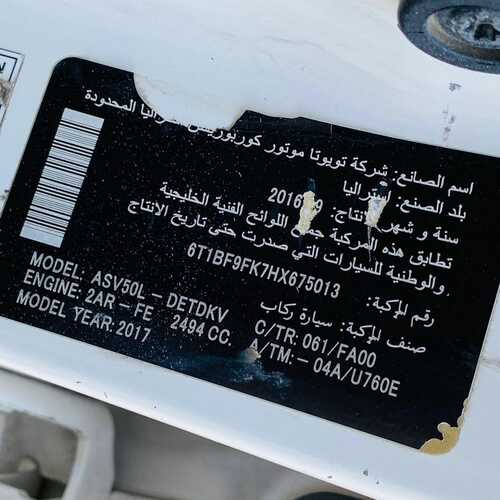 اسم الصانع: شركة تويوتا موتور كوربوريشن أستراليا المحدودة
بلد الصنع: أستراليا
سنة و شهر الإنتاج: 2016
تطابق هذه المركبة جميع اللوائح الفنية الخليجية
والوطنية للسيارات التي صدرت حتى تاريخ الانتاج
رقم المركبة: 6T1BF9FK7HX675013
صنف المركبة: سيارة ركاب
MODEL: ASV50L - DETDKV
ENGINE: 2AR - FE 2494 CC.
MODEL YEAR: 2017
C/TR: 061/FA00
A/TM: - 04A/U760E